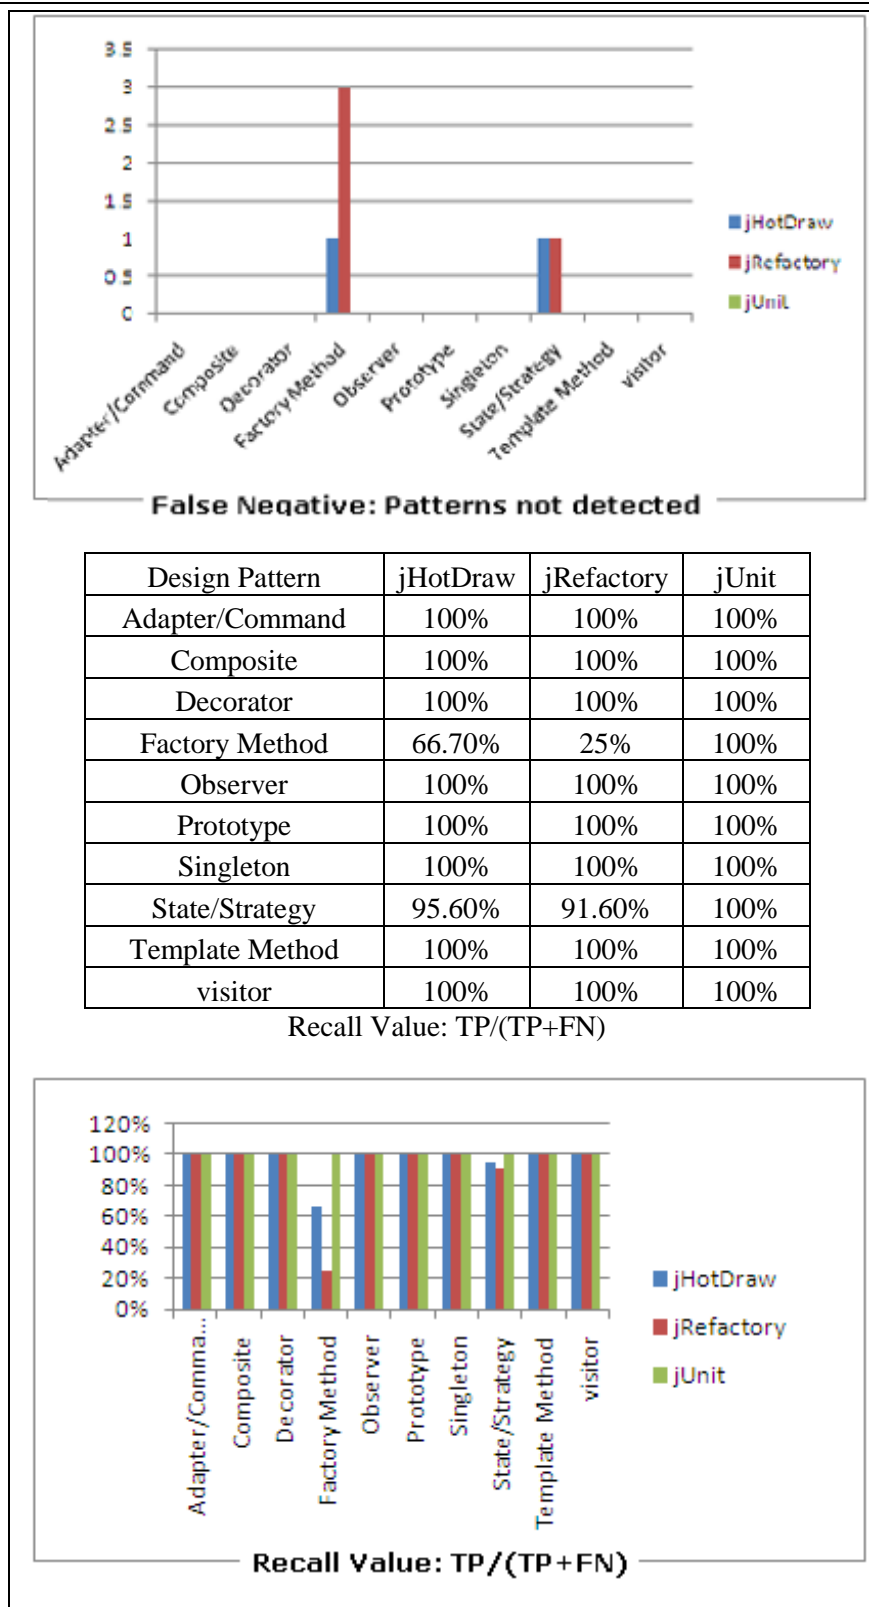 3.5
3
2.5
2
1.5
1
0.5
0
jHotDraw
jRefactory
jUnit
Adapter/Command
Composite
Decorator
Factory Method
Observer
Prototype
Singleton
State/Strategy
Template Method
visitor
False Negative: Patterns not detected
Design Pattern jHotDraw jRefactory jUnit
Adapter/Command 100% 100% 100%
Composite 100% 100% 100%
Decorator 100% 100% 100%
Factory Method 66.70% 25% 100%
Observer 100% 100% 100%
Prototype 100% 100% 100%
Singleton 100% 100% 100%
State/Strategy 95.60% 91.60% 100%
Template Method 100% 100% 100%
visitor 100% 100% 100%
Recall Value: TP/(TP+FN)
120%
100%
80%
60%
40%
20%
0%
jHotDraw
jRefactory
jUnit
Adapter/Comma...
Composite
Decorator
Factory Method
Observer
Prototype
Singleton
State/Strategy
Template Method
visitor
Recall Value: TP/(TP+FN)